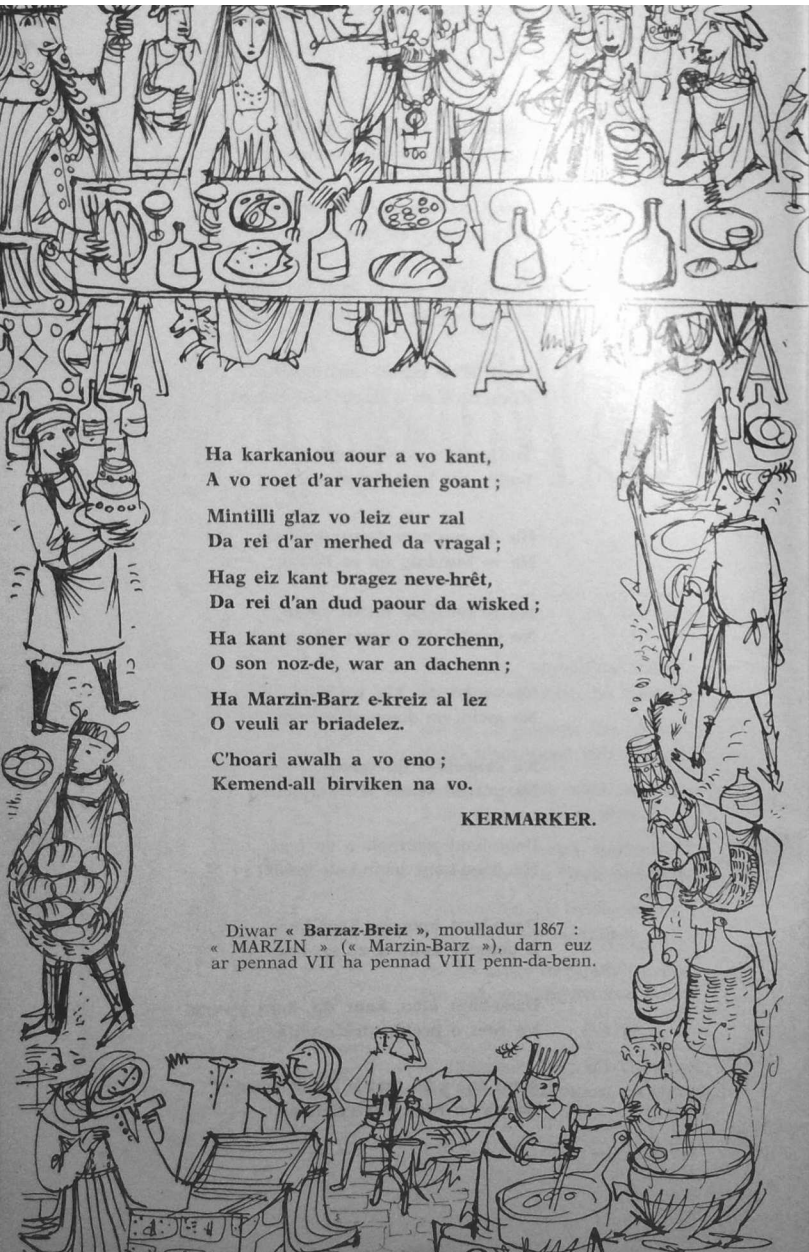 Ha karkaniou aour a vo kant,
A vo roet d'ar varheien goant ;
Mintilli glaz vo leiz eur zal
Da rei d'ar merhed da vragal ;
Hag eiz kant bragez neve-hrêt,
Da rei d'an dud paour da wisked ;
Ha kant soner war o zorchenn,
O son noz-de, war an dachenn ;
Ha Marzin-Barz e-kreiz al lez
O veuli ar briadelez.
C'hoari awalh a vo eno ;
Kemend-all birviken na vo.
KERMARKER.
Diwar « Barzaz-Breiz », moulladur 1867 :
« MARZIN » (« Marzin-Barz »), darn euz
ar pennad VII ha pennad VIII penn-da-benn.